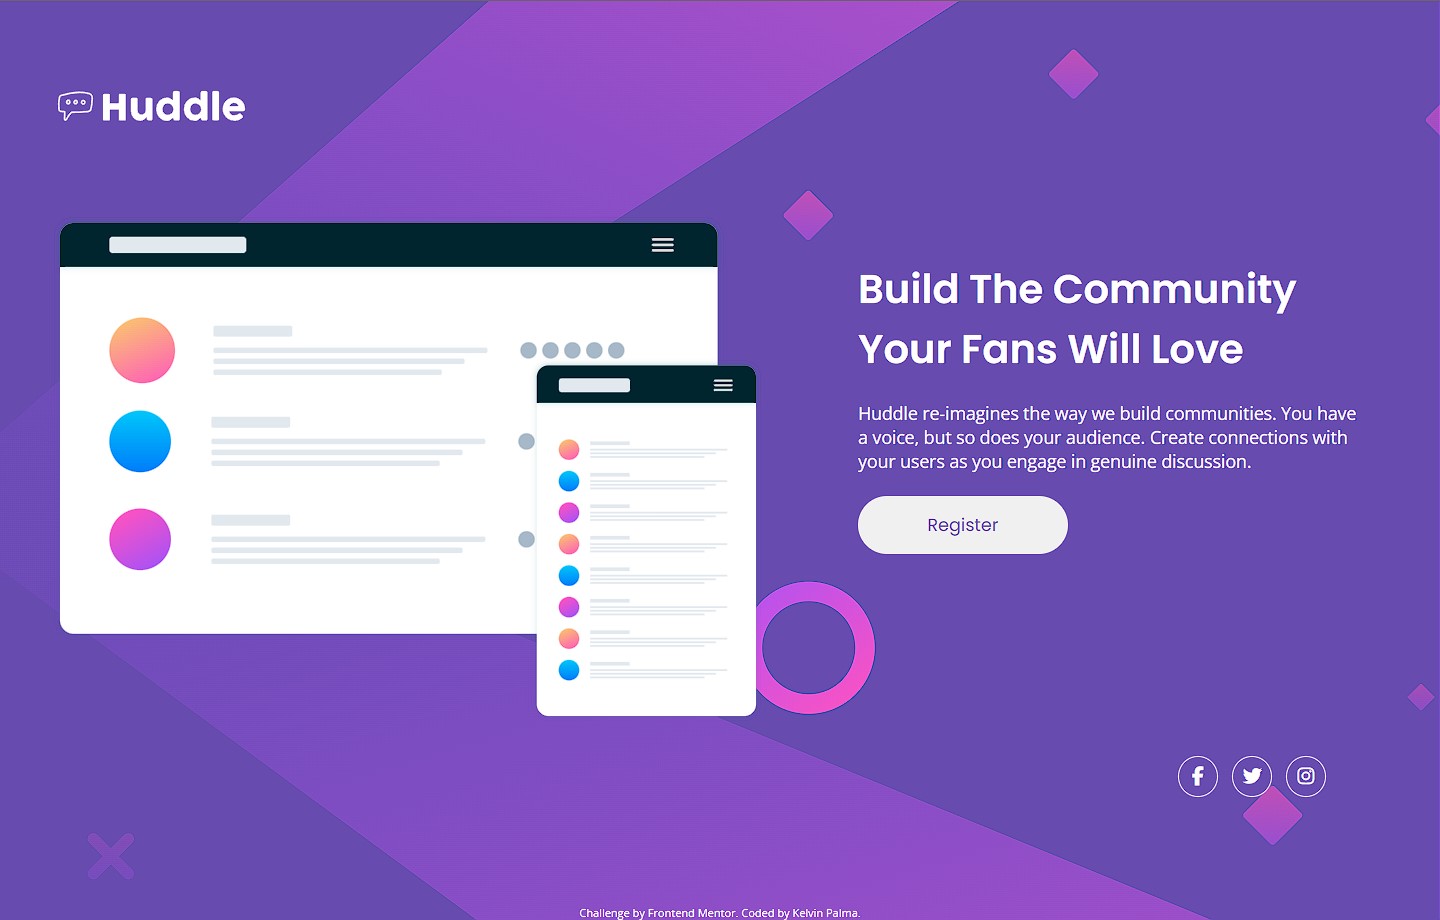 Huddle
Build The Community
Your Fans Will Love
Huddle re-imagines the way we build communities. You have
a voice, but so does your audience. Create connections with
your users as you engage in genuine discussion.
Register
Challenge by Frontend Mentor. Coded by Kelvin Palma.